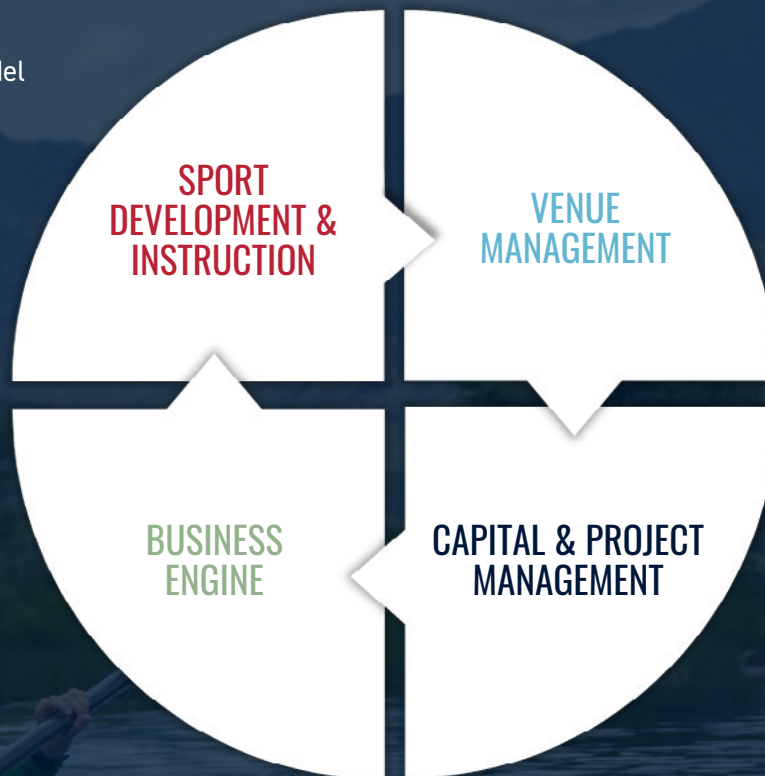 SPORT
DEVELOPMENT &
INSTRUCTION
VENUE
MANAGEMENT
BUSINESS
ENGINE
CAPITAL & PROJECT
MANAGEMENT